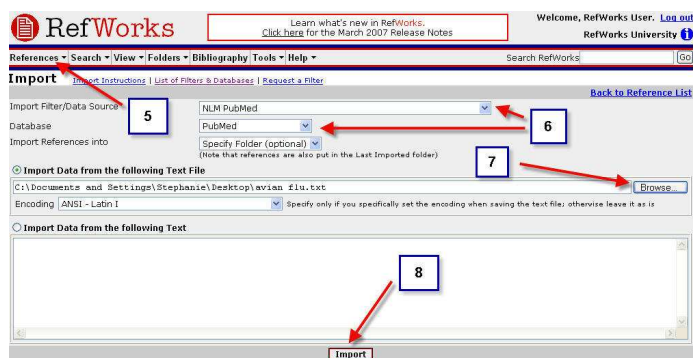 RefWorks
Learn what's new in RefWorks.
Click here for the March 2007 Release Notes
Welcome, RefWorks User. Log out
RefWorks University
References Search View Folders Bibliography Tools Help Search RefWorks Go
Import Import Instructions | List of Filters & Databases | Request a Filter
Back to Reference List
5
Import Filter/Data Source NLM PubMed
6
Database PubMed
Import References into Specify Folder (optional)
(Note that references are also put in the Last Imported folder)
7
Import Data from the following Text File
C:\Documents and Settings\Stephanie\Desktop\avian flu.txt Browse...
Encoding ANSI - Latin I Specify only if you specifically set the encoding when saving the text file; otherwise leave it as is
Import Data from the following Text
8
Import